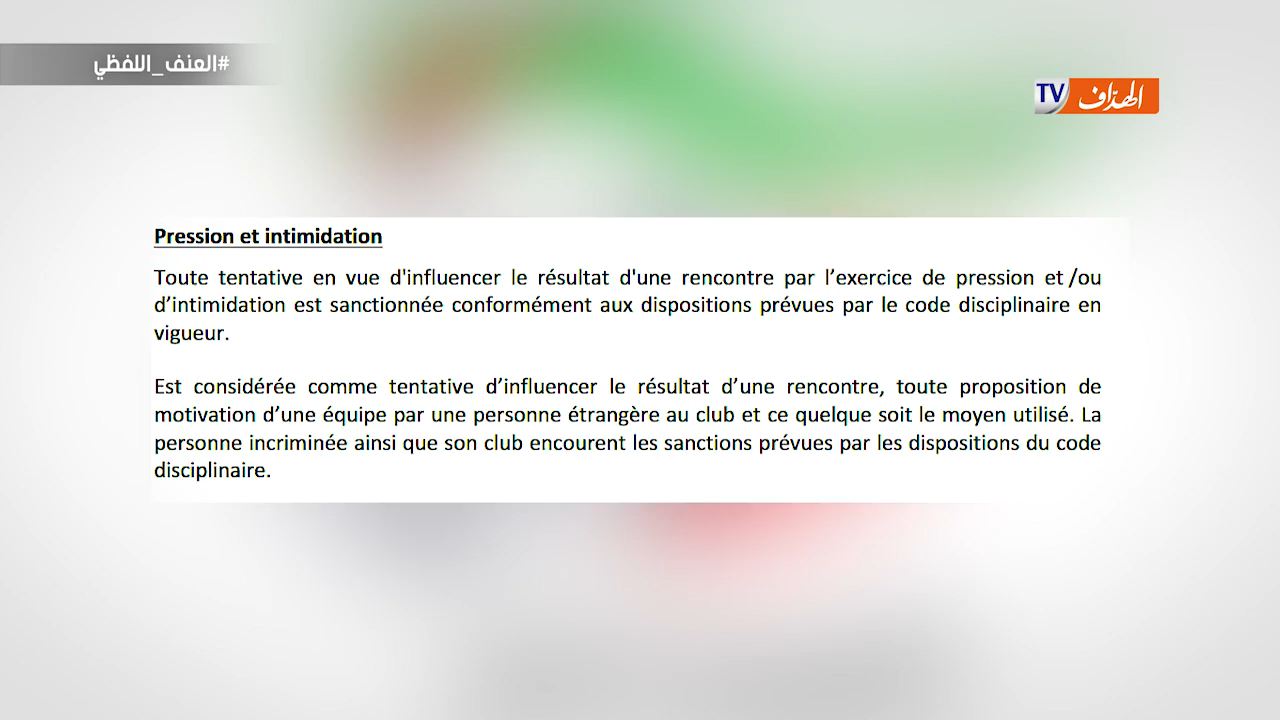 #العنف_اللفظي
TV الهدّاف
Pression et intimidation
Toute tentative en vue d'influencer le résultat d'une rencontre par l’exercice de pression et /ou
d’intimidation est sanctionnée conformément aux dispositions prévues par le code disciplinaire en
vigueur.
Est considérée comme tentative d’influencer le résultat d’une rencontre, toute proposition de
motivation d’une équipe par une personne étrangère au club et ce quelque soit le moyen utilisé. La
personne incriminée ainsi que son club encourent les sanctions prévues par les dispositions du code
disciplinaire.